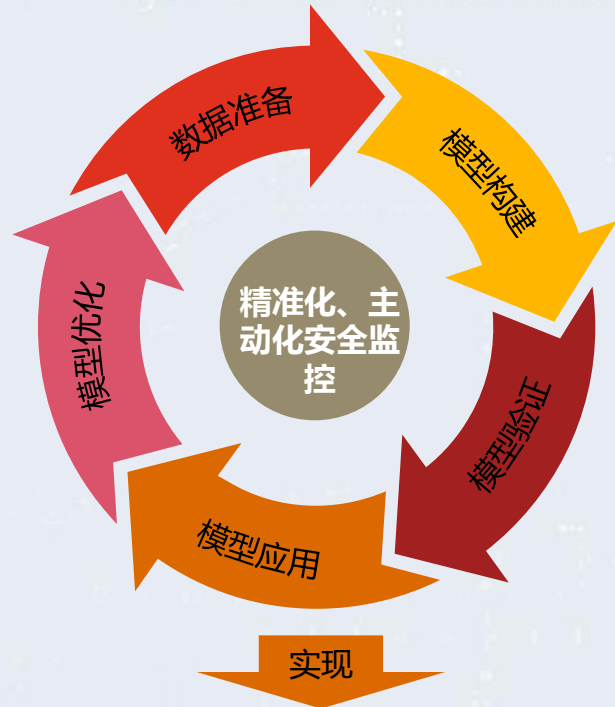 数据准备
模型构建
模型验证
模型应用
模型优化
精准化、主
动化安全监
控
实现